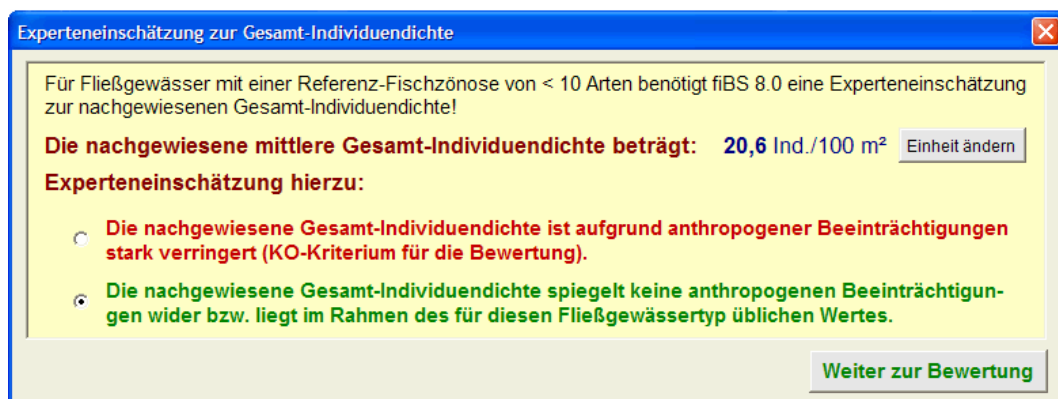 Experteneinschätzung zur Gesamt-Individuendichte
Für Fließgewässer mit einer Referenz-Fischzönose von < 10 Arten benötigt fiBS 8.0 eine Experteneinschätzung
zur nachgewiesenen Gesamt-Individuendichte!
Die nachgewiesene mittlere Gesamt-Individuendichte beträgt: 20,6 Ind./100 m² Einheit ändern
Experteneinschätzung hierzu:
Die nachgewiesene Gesamt-Individuendichte ist aufgrund anthropogener Beeinträchtigungen
stark verringert (KO-Kriterium für die Bewertung).
Die nachgewiesene Gesamt-Individuendichte spiegelt keine anthropogenen Beeinträchtigun-
gen wider bzw. liegt im Rahmen des für diesen Fließgewässertyp üblichen Wertes.
Weiter zur Bewertung